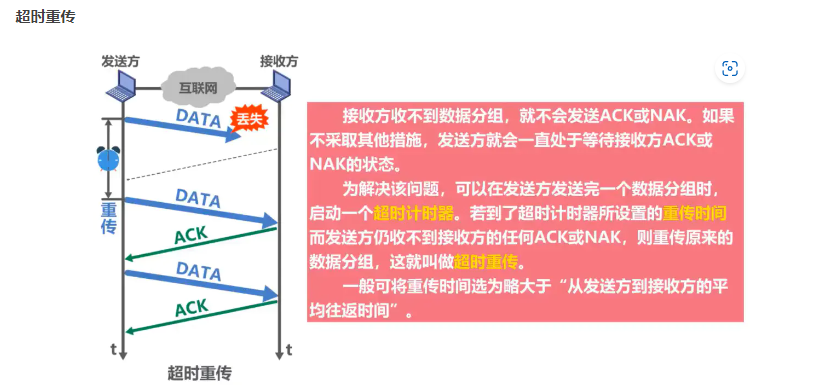 超时重传
发送方
接收方
互联网
DATA
丢失
重传
DATA
ACK
DATA
ACK
t
t
超时重传
接收方收不到数据分组，就不会发送ACK或NAK。如果
不采取其他措施，发送方就会一直处于等待接收方ACK或
NAK的状态。
为解决该问题，可以在发送方发送完一个数据分组时，
启动一个超时计时器。若到了超时计时器所设置的重传时间
而发送方仍收不到接收方的任何ACK或NAK，则重传原来的
数据分组，这就叫做超时重传。
一般可将重传时间选为略大于“从发送方到接收方的平
均往返时间”。